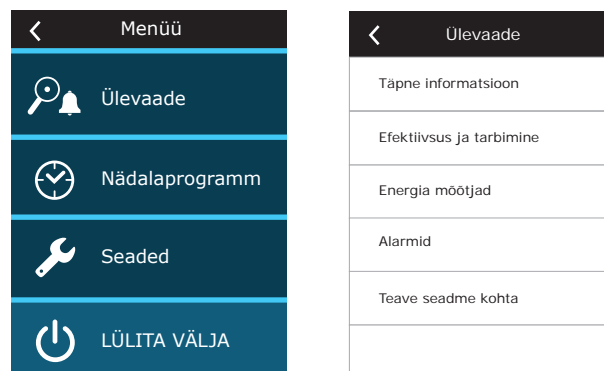 Menüü
Ülevaade
Nädalaprogramm
Seaded
LÜLITA VÄLJA
Ülevaade
Täpne informatsioon
Efektiivsus ja tarbimine
Energia mõõtjad
Alarmid
Teave seadme kohta